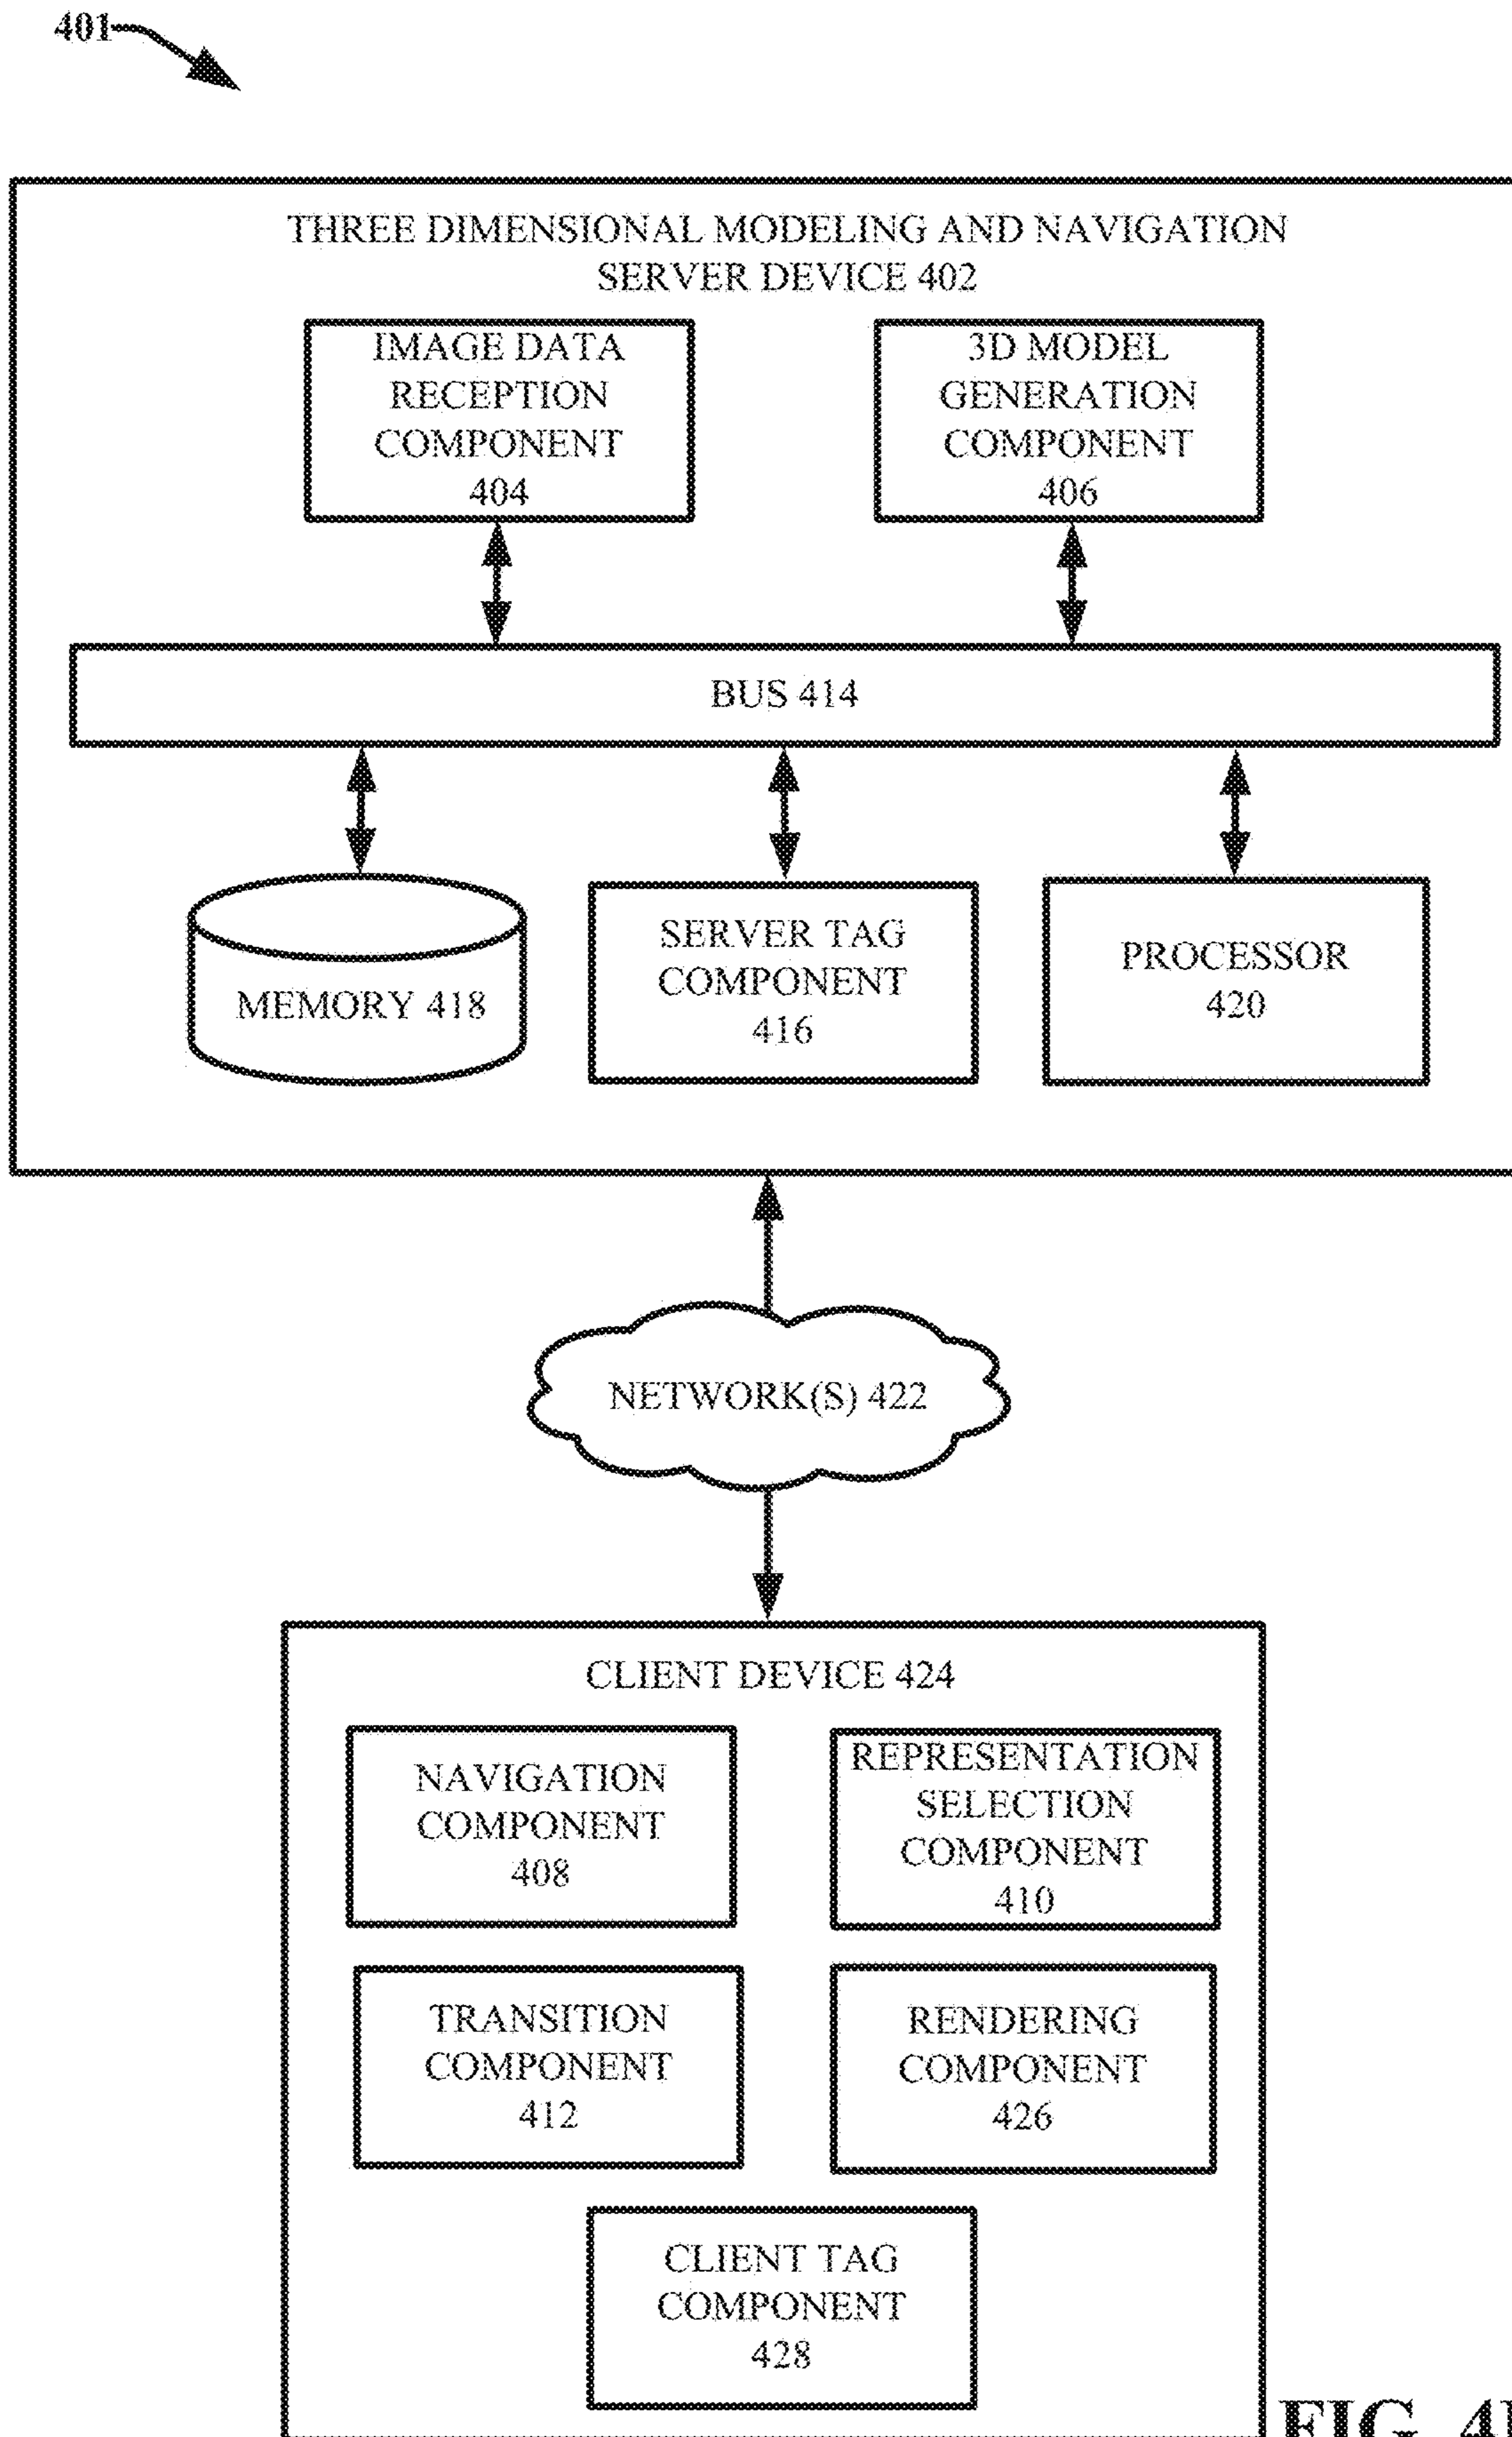 401
THREE DIMENSIONAL MODELING AND NAVIGATION
SERVER DEVICE 402
IMAGE DATA
RECEPTION
COMPONENT
404
3D MODEL
GENERATION
COMPONENT
406
BUS 414
MEMORY 418
SERVER TAG
COMPONENT
416
PROCESSOR
420
NETWORK(S) 422
CLIENT DEVICE 424
NAVIGATION
COMPONENT
408
REPRESENTATION
SELECTION
COMPONENT
410
TRANSITION
COMPONENT
412
RENDERING
COMPONENT
426
CLIENT TAG
COMPONENT
428
FIG. 4